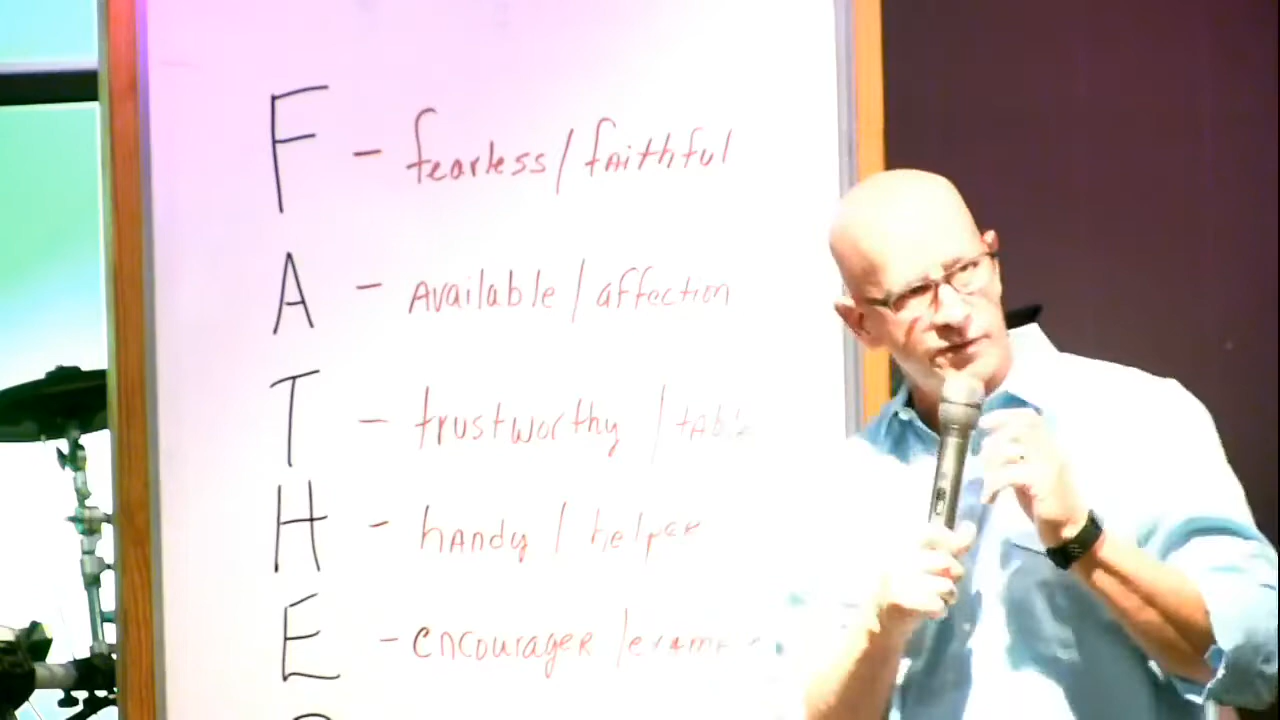 F - fearless / faithful
A - Available / affection
T - trustworthy /
H - handy / helper
E - encourager /